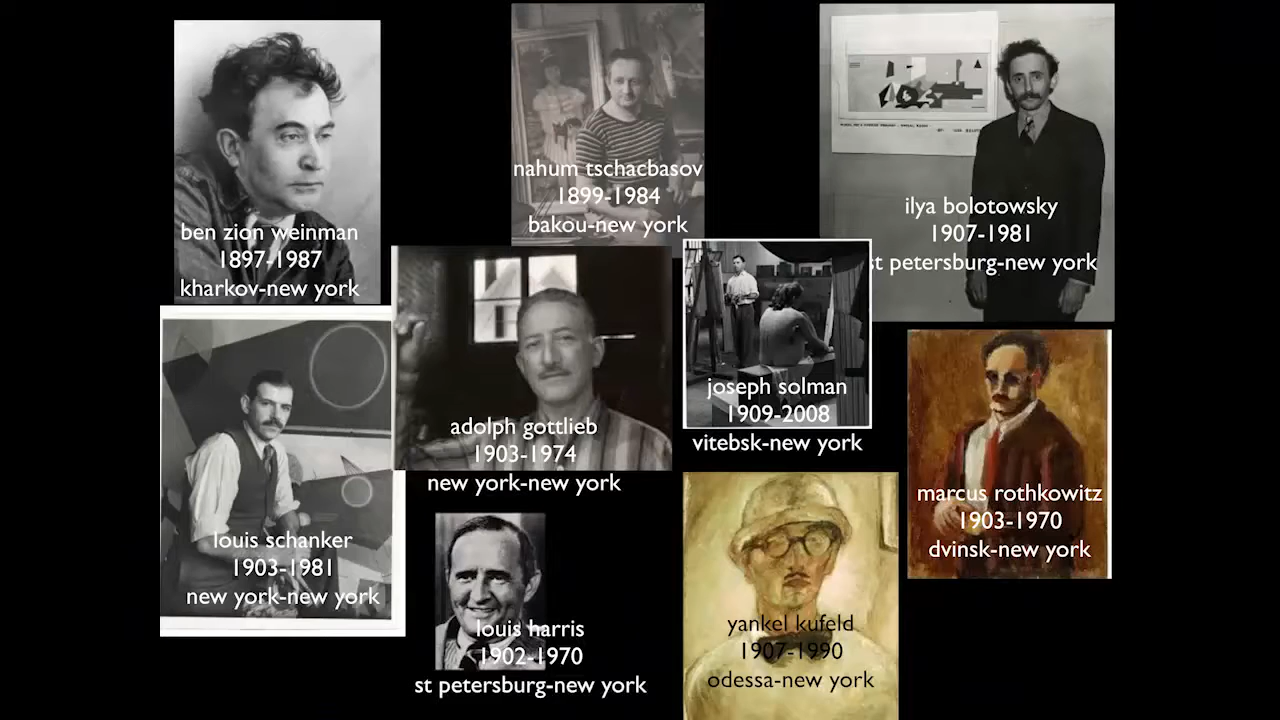 ben zion weinman
1897-1987
kharkov-new york
nahum tschacbasov
1899-1984
bakou-new york
ilya bolotowsky
1907-1981
st petersburg-new york
louis schanker
1903-1981
new york-new york
adolph gottlieb
1903-1974
new york-new york
joseph solman
1909-2008
vitebsk-new york
marcus rothkowitz
1903-1970
dvinsk-new york
louis harris
1902-1970
st petersburg-new york
yankel kufeld
1907-1990
odessa-new york